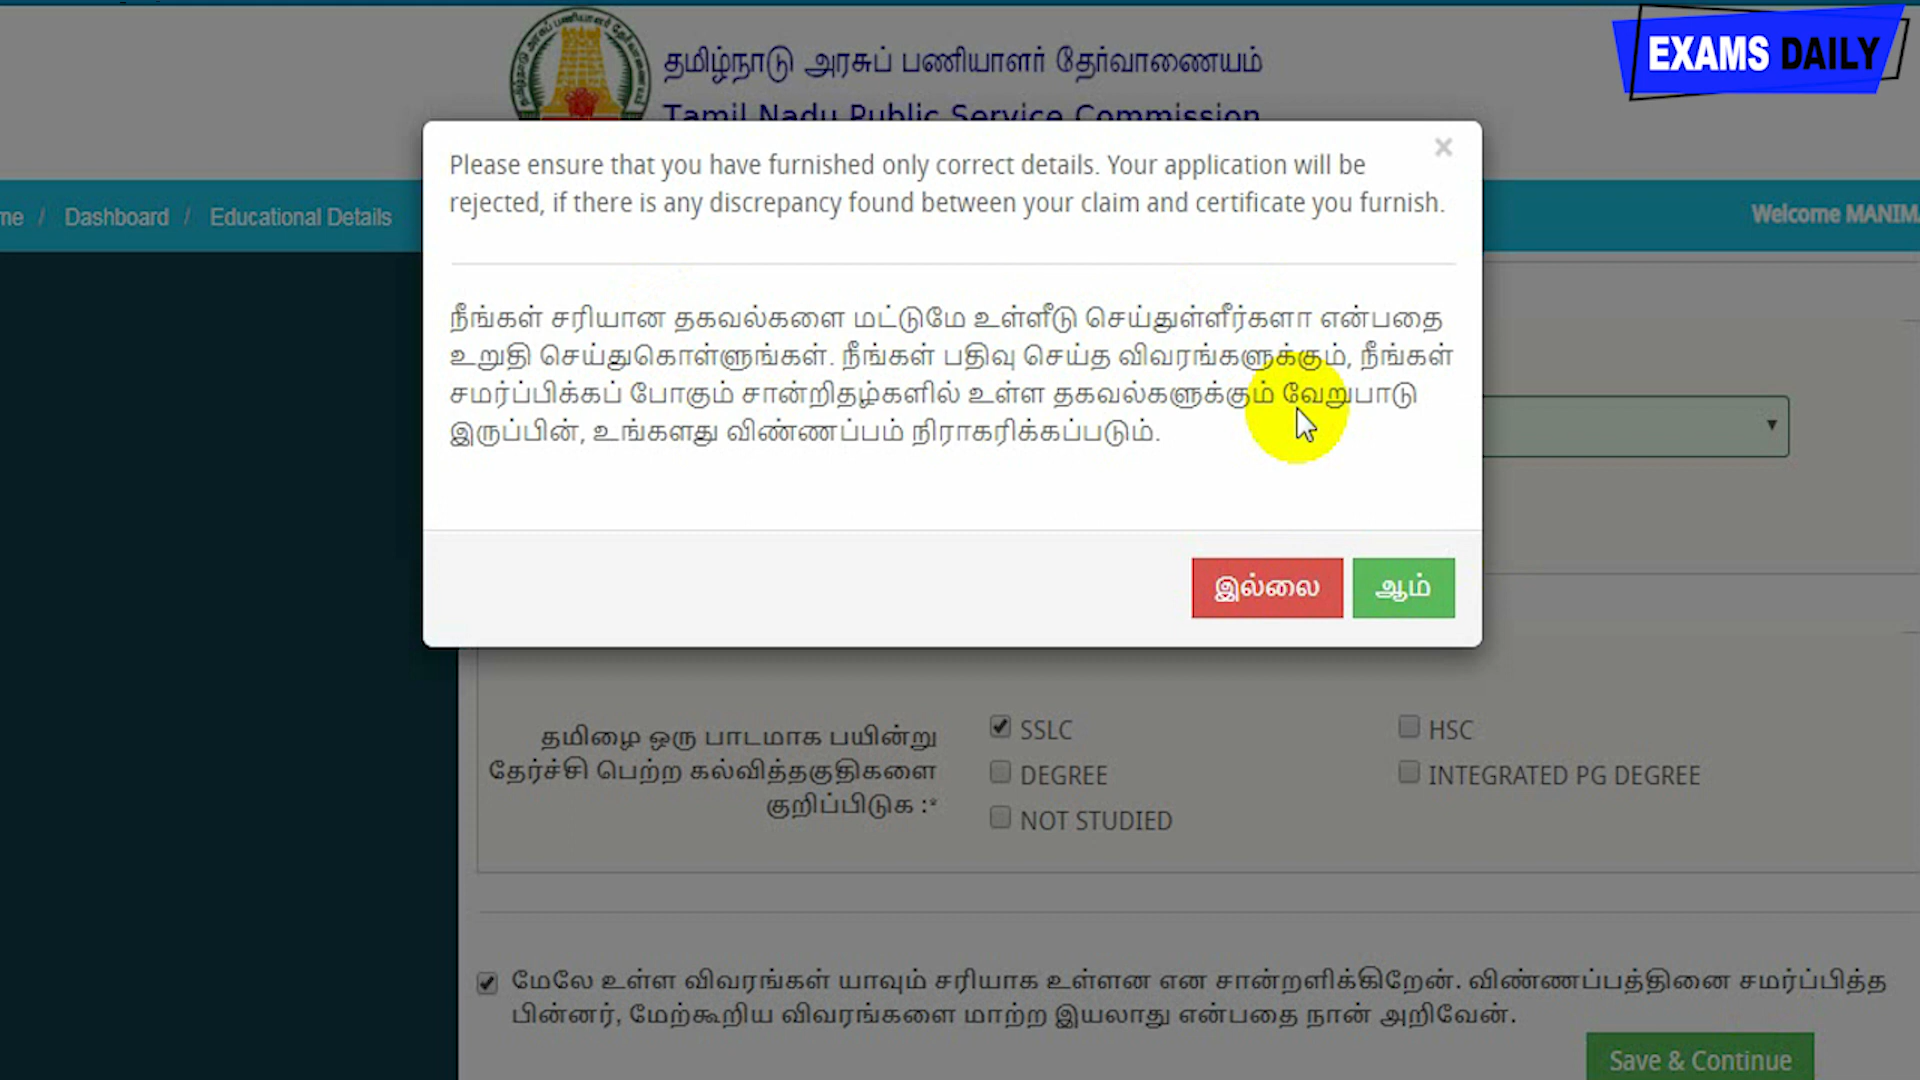 தமிழ்நாடு அரசுப் பணியாளர் தேர்வாணையம்
Tamil Nadu Public Service Commission
EXAMS DAILY
me / Dashboard / Educational Details
Welcome MANIM
Please ensure that you have furnished only correct details. Your application will be
rejected, if there is any discrepancy found between your claim and certificate you furnish.
×
நீங்கள் சரியான தகவல்களை மட்டுமே உள்ளீடு செய்துள்ளீர்களா என்பதை
உறுதி செய்துகொள்ளுங்கள். நீங்கள் பதிவு செய்த விவரங்களுக்கும், நீங்கள்
சமர்ப்பிக்கப் போகும் சான்றிதழ்களில் உள்ள தகவல்களுக்கும் வேறுபாடு
இருப்பின், உங்களது விண்ணப்பம் நிராகரிக்கப்படும்.
இல்லை ஆம்
தமிழை ஒரு பாடமாக பயின்று
தேர்ச்சி பெற்ற கல்வித்தகுதிகளை
குறிப்பிடுக :*
SSLC HSC
DEGREE INTEGRATED PG DEGREE
NOT STUDIED
மேலே உள்ள விவரங்கள் யாவும் சரியாக உள்ளன என சான்றளிக்கிறேன். விண்ணப்பத்தினை சமர்ப்பித்த
பின்னர், மேற்கூறிய விவரங்களை மாற்ற இயலாது என்பதை நான் அறிவேன்.
Save & Continue